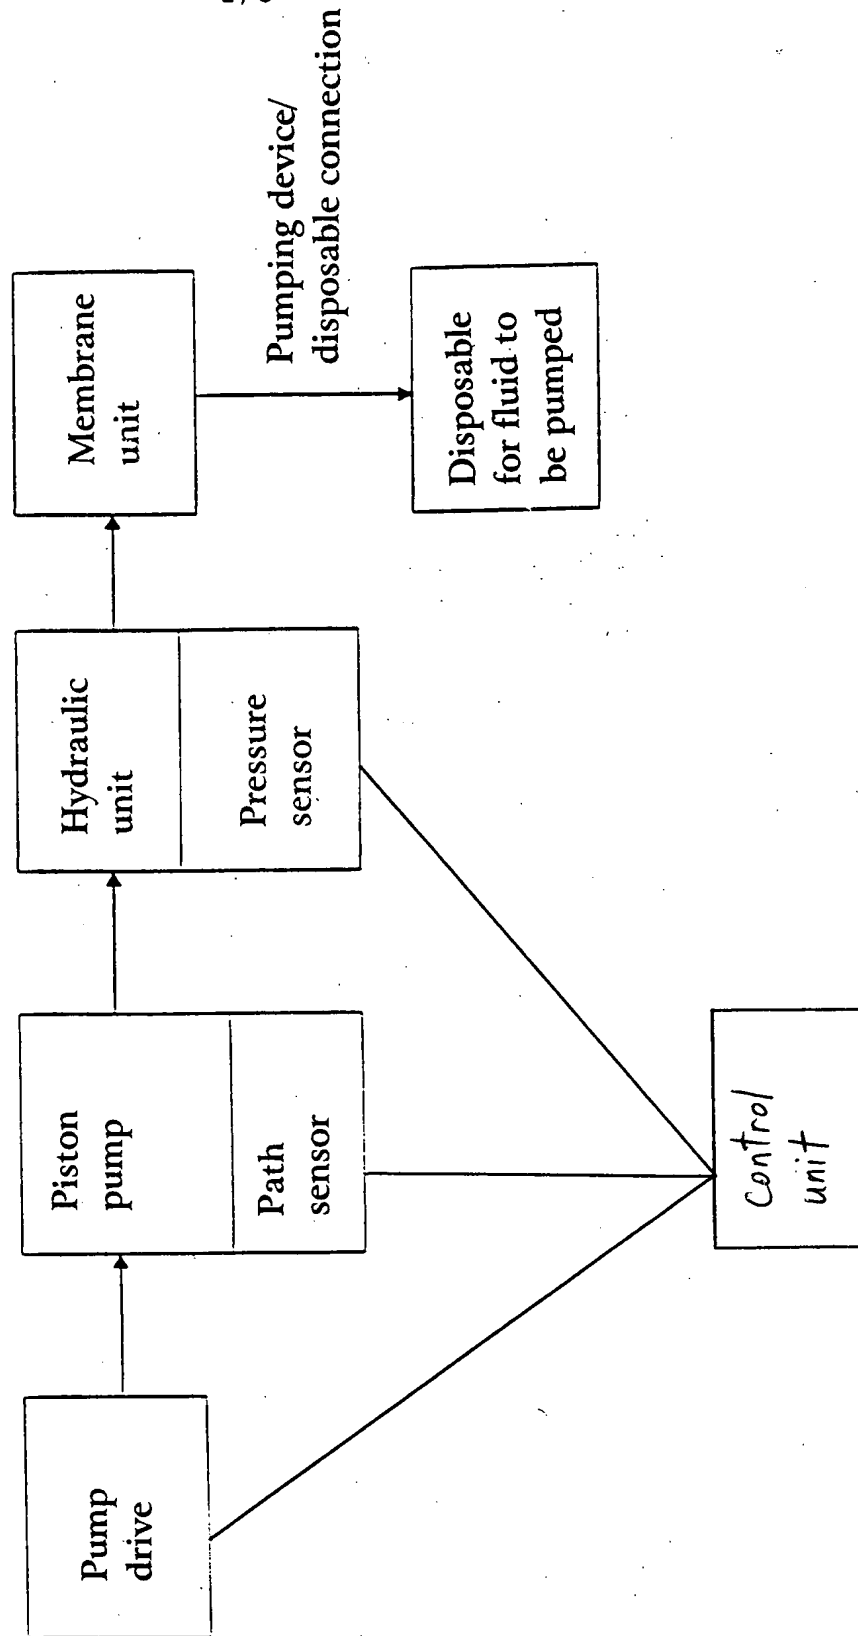 Pump
drive
Piston
pump
Path
sensor
Hydraulic
unit
Pressure
sensor
Membrane
unit
Pumping device/
disposable connection
Disposable
for fluid to
be pumped
Control
unit